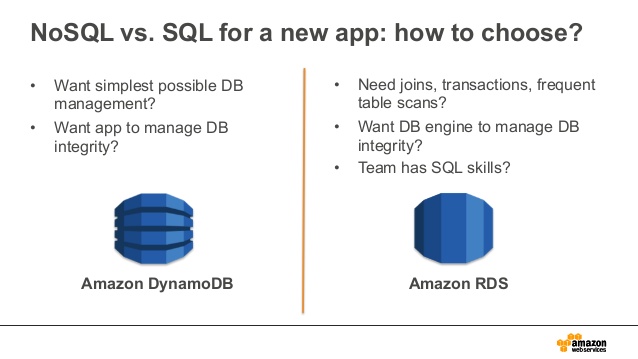 NoSQL vs. SQL for a new app: how to choose?
• Want simplest possible DB
management?
• Want app to manage DB
integrity?
Amazon DynamoDB
• Need joins, transactions, frequent
table scans?
• Want DB engine to manage DB
integrity?
• Team has SQL skills?
Amazon RDS
amazon
webservices